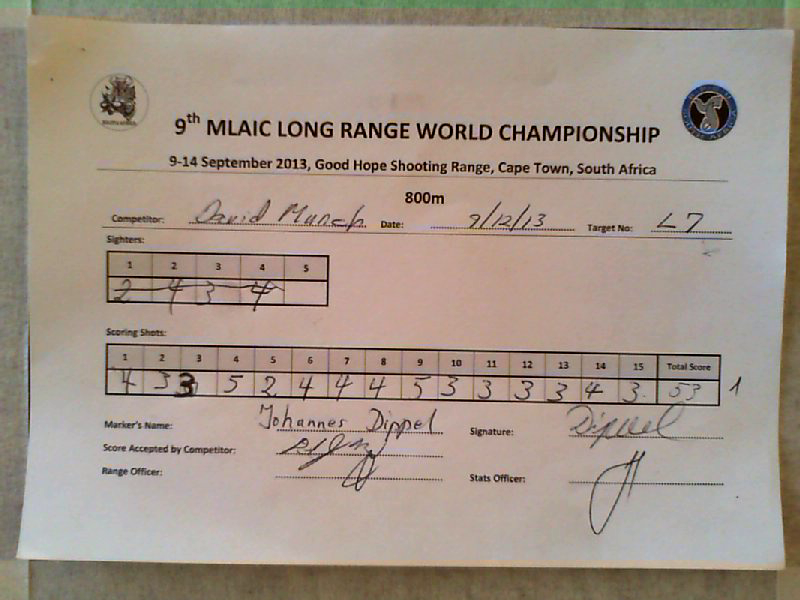 SOUTH AFRICA
9th MLAIC LONG RANGE WORLD CHAMPIONSHIP
9-14 September 2013, Good Hope Shooting Range, Cape Town, South Africa
800m
Competitor: David Munch Date: 9/12/13 Target No: L7
Sighters:
1 2 3 4 5
2 4 3 4
Scoring Shots:
1 2 3 4 5 6 7 8 9 10 11 12 13 14 15 Total Score
4 3 3 5 2 4 4 4 5 3 3 3 3 4 3 53 1
Marker's Name: Johannes Dippel Signature: Dippel
Score Accepted by Competitor:
Range Officer: Stats Officer: